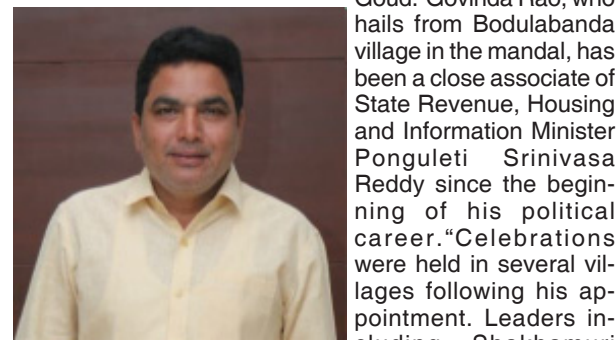 Goud. Govinda Rao, who
hails from Bodulabanda
village in the mandal, has
been a close associate of
State Revenue, Housing
and Information Minister
Ponguleti Srinivasa
Reddy since the begin-
ning of his political
career.“Celebrations
were held in several vil-
lages following his ap-
pointment. Leaders in-
cluding Shakhamuri